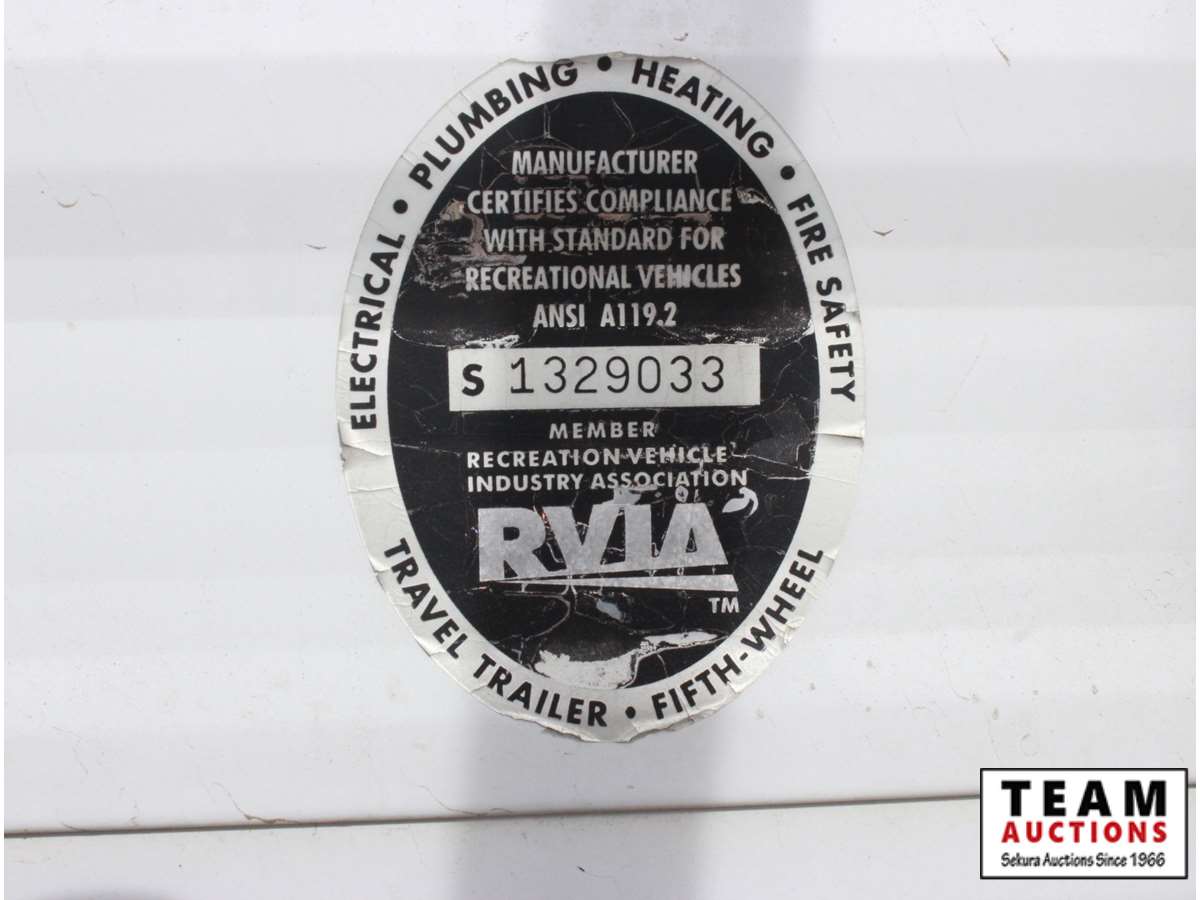 ELECTRICAL • PLUMBING • HEATING • FIRE SAFETY
MANUFACTURER
CERTIFIES COMPLIANCE
WITH STANDARD FOR
RECREATIONAL VEHICLES
ANSI A119.2
S 1329033
MEMBER
RECREATION VEHICLE
INDUSTRY ASSOCIATION
RVIA
TM
TRAVEL TRAILER • FIFTH-WHEEL
TEAM
AUCTIONS
Sekura Auctions Since 1966